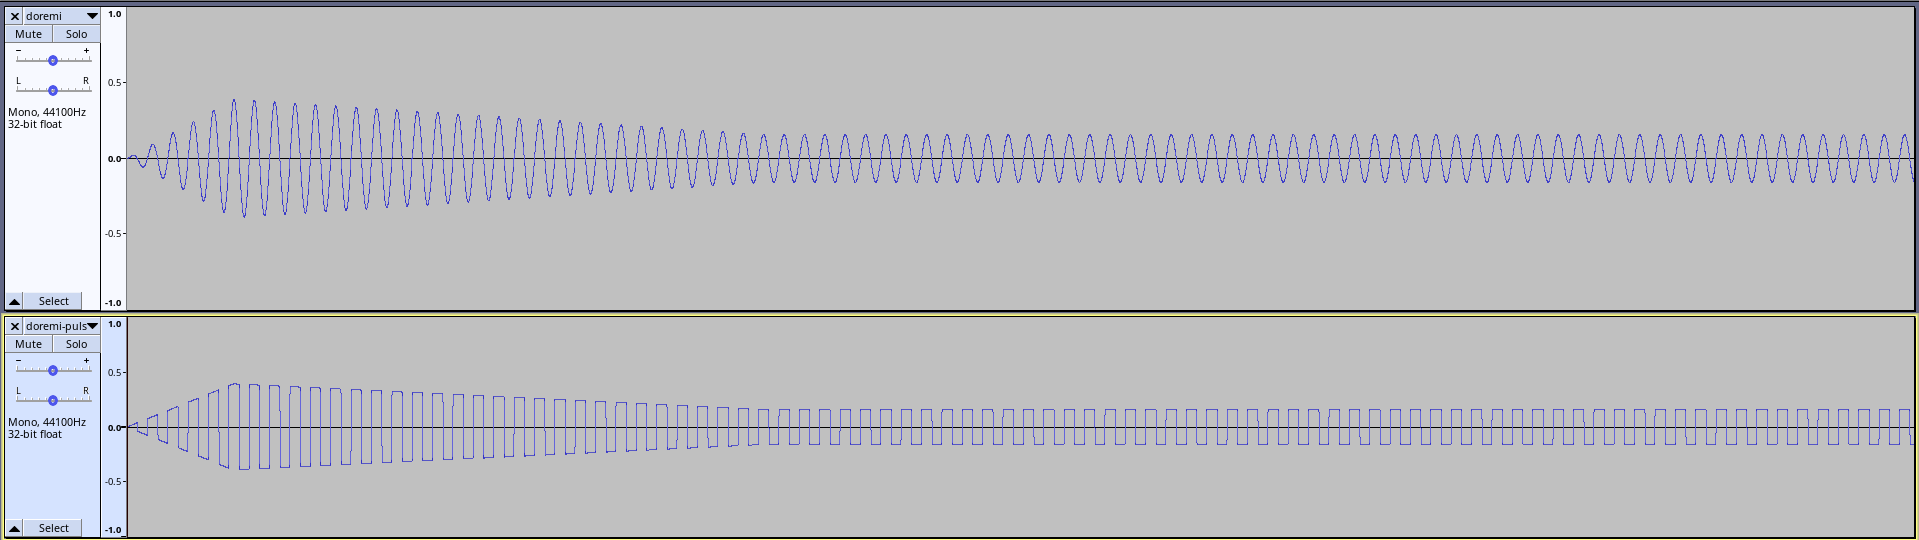 doremi
Mute Solo
- +
L R
Mono, 44100Hz
32-bit float
Select
1.0
0.5-
0.0-
-0.5-
-1.0
doremi-puls
Mute Solo
- +
L R
Mono, 44100Hz
32-bit float
Select
1.0
0.5-
0.0-
-0.5-
-1.0